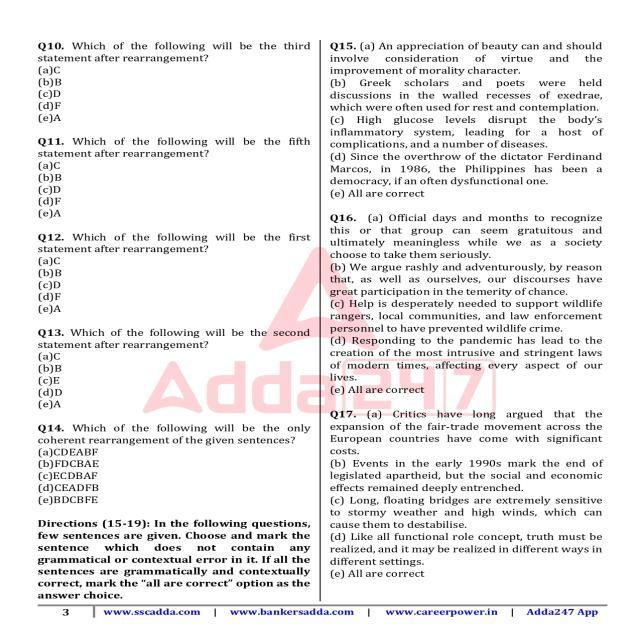 Q10. Which of the following will be the third
statement after rearrangement?
(a)C
(b)B
(c)D
(d)F
(e)A
Q11. Which of the following will be the fifth
statement after rearrangement?
(a)C
(b)B
(c)D
(d)F
(e)A
Q12. Which of the following will be the first
statement after rearrangement?
(a)C
(b)B
(c)D
(d)F
(e)A
Q13. Which of the following will be the second
statement after rearrangement?
(a)C
(b)B
(c)E
(d)D
(e)A
Q14. Which of the following will be the only
coherent rearrangement of the given sentences?
(a)CDEABF
(b)FDCBAE
(c)ECDBAF
(d)CEADFB
(e)BDCBFE
Directions (15-19): In the following questions,
few sentences are given. Choose and mark the
sentence which does not contain any
grammatical or contextual error in it. If all the
sentences are grammatically and contextually
correct, mark the "all are correct" option as the
answer choice.
Q15. (a) An appreciation of beauty can and should
involve consideration of virtue and the
improvement of morality character.
(b) Greek scholars and poets were held
discussions in the walled recesses of exedrae,
which were often used for rest and contemplation.
(c) High glucose levels disrupt the body's
inflammatory system, leading for a host of
complications, and a number of diseases.
(d) Since the overthrow of the dictator Ferdinand
Marcos, in 1986, the Philippines has been a
democracy, if an often dysfunctional one.
(e) All are correct
Q16. (a) Official days and months to recognize
this or that group can seem gratuitous and
ultimately meaningless while we as a society
choose to take them seriously.
(b) We argue rashly and adventurously, by reason
that, as well as ourselves, our discourses have
great participation in the temerity of chance.
(c) Help is desperately needed to support wildlife
rangers, local communities, and law enforcement
personnel to have prevented wildlife crime.
(d) Responding to the pandemic has lead to the
creation of the most intrusive and stringent laws
of modern times, affecting every aspect of our
lives.
(e) All are correct
Q17. (a) Critics have long argued that the
expansion of the fair-trade movement across the
European countries have come with significant
costs.
(b) Events in the early 1990s mark the end of
legislated apartheid, but the social and economic
effects remained deeply entrenched.
(c) Long, floating bridges are extremely sensitive
to stormy weather and high winds, which can
cause them to destabilise.
(d) Like all functional role concept, truth must be
realized, and it may be realized in different ways in
different settings.
(e) All are correct
Adda247
3 | www.sscadda.com | www.bankersadda.com | www.careerpower.in | Adda247 App